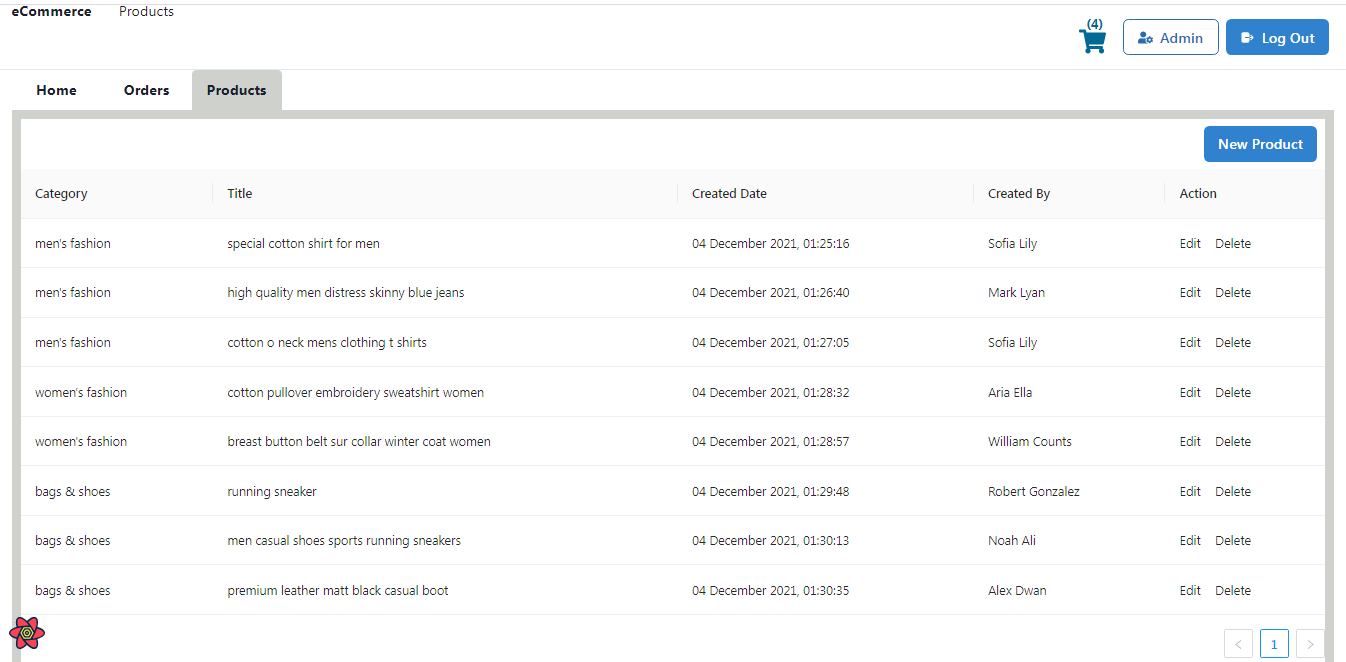 eCommerce Products
(4)
Admin Log Out
Home Orders Products
New Product
Category Title Created Date Created By Action
men's fashion special cotton shirt for men 04 December 2021, 01:25:16 Sofia Lily Edit Delete
men's fashion high quality men distress skinny blue jeans 04 December 2021, 01:26:40 Mark Lyan Edit Delete
men's fashion cotton o neck mens clothing t shirts 04 December 2021, 01:27:05 Sofia Lily Edit Delete
women's fashion cotton pullover embroidery sweatshirt women 04 December 2021, 01:28:32 Aria Ella Edit Delete
women's fashion breast button belt sur collar winter coat women 04 December 2021, 01:28:57 William Counts Edit Delete
bags & shoes running sneaker 04 December 2021, 01:29:48 Robert Gonzalez Edit Delete
bags & shoes men casual shoes sports running sneakers 04 December 2021, 01:30:13 Noah Ali Edit Delete
bags & shoes premium leather matt black casual boot 04 December 2021, 01:30:35 Alex Dwan Edit Delete
< 1 >